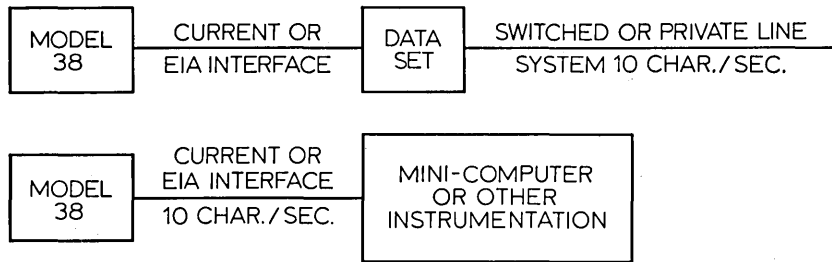 MODEL
38
CURRENT OR
EIA INTERFACE
DATA
SET
SWITCHED OR PRIVATE LINE
SYSTEM 10 CHAR./SEC.
MODEL
38
CURRENT OR
EIA INTERFACE
10 CHAR./SEC.
MINI-COMPUTER
OR OTHER
INSTRUMENTATION